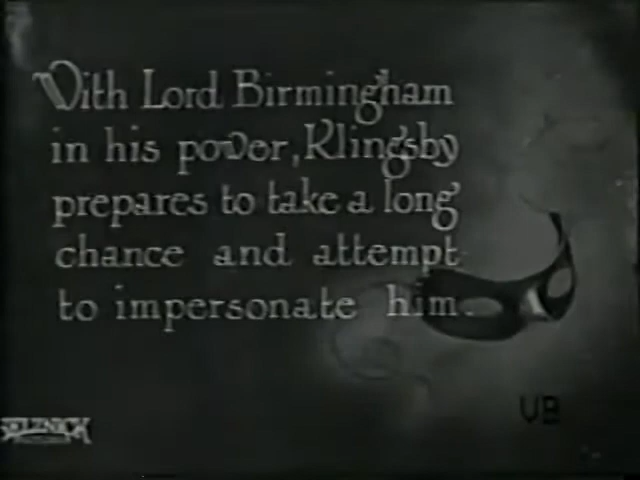 With Lord Birmingham
in his power, Klingsby
prepares to take a long
chance and attempt
to impersonate him.
SELZNICK
VB